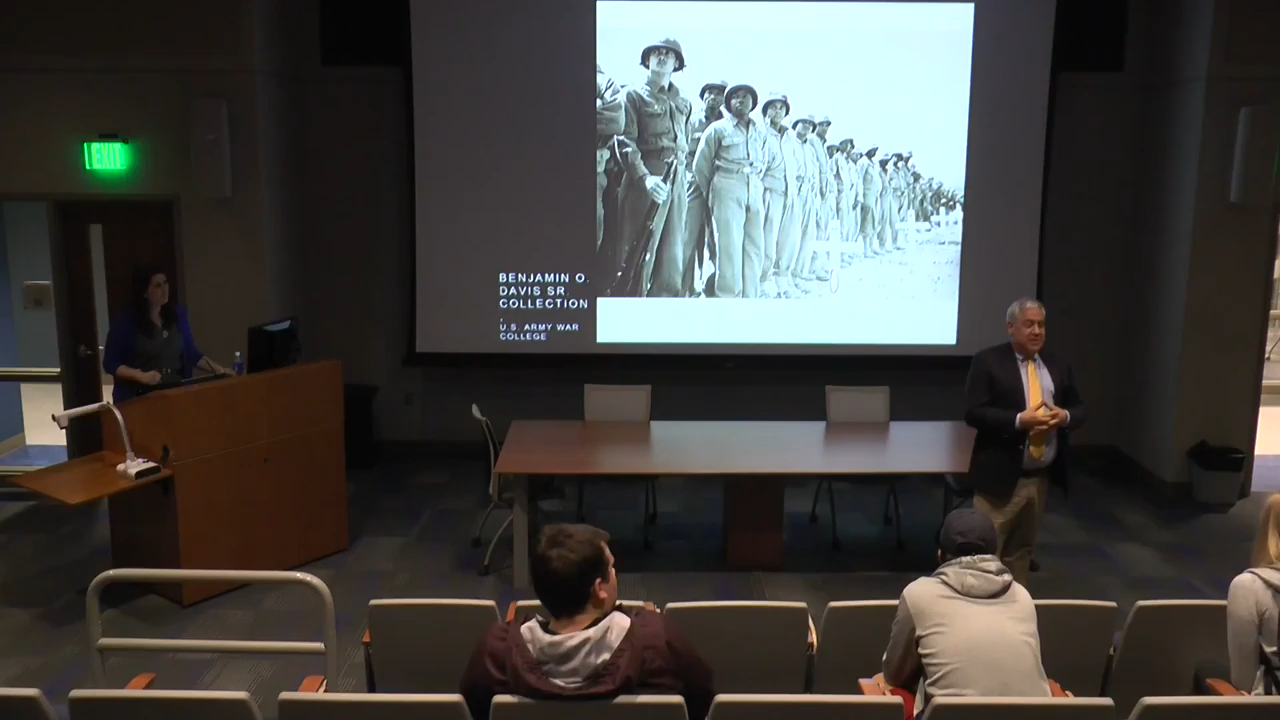 EXIT
BENJAMIN O.
DAVIS SR.
COLLECTION
,
U.S. ARMY WAR
COLLEGE